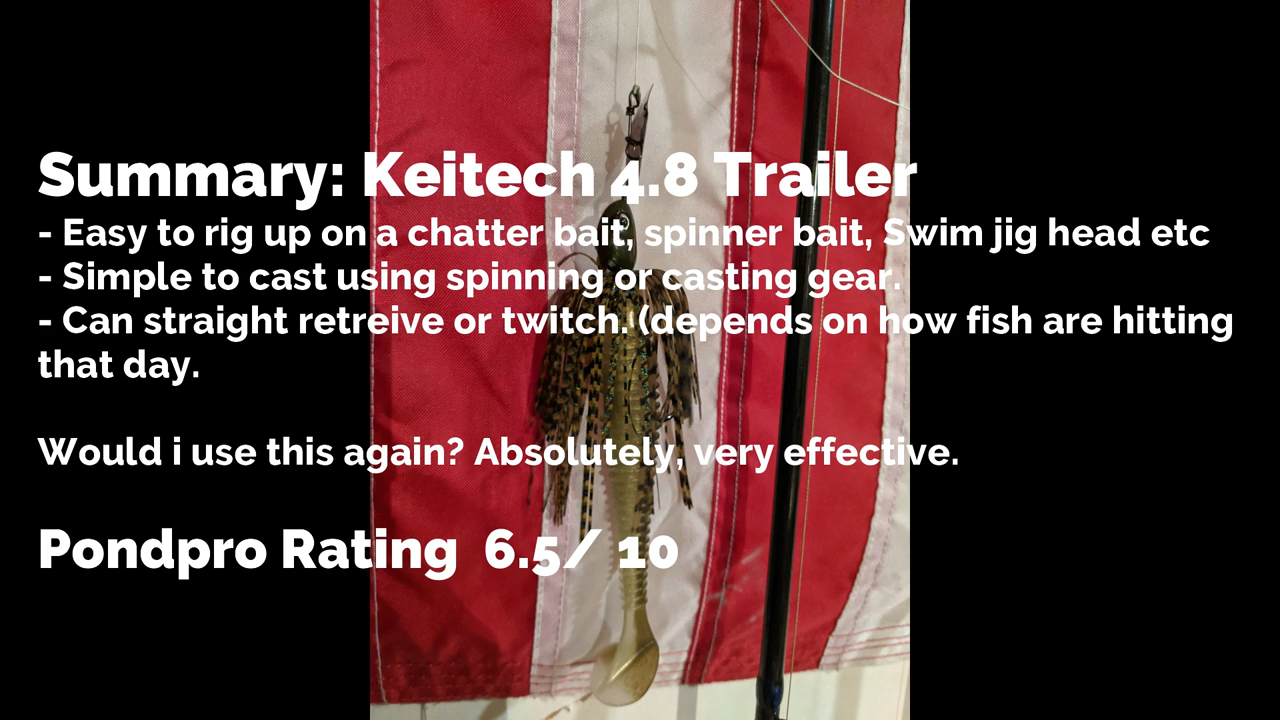 Summary: Keitech 4.8 Trailer
- Easy to rig up on a chatter bait, spinner bait, Swim jig head etc
- Simple to cast using spinning or casting gear.
- Can straight retreive or twitch. (depends on how fish are hitting
that day.
Would i use this again? Absolutely, very effective.
Pondpro Rating 6.5/ 10